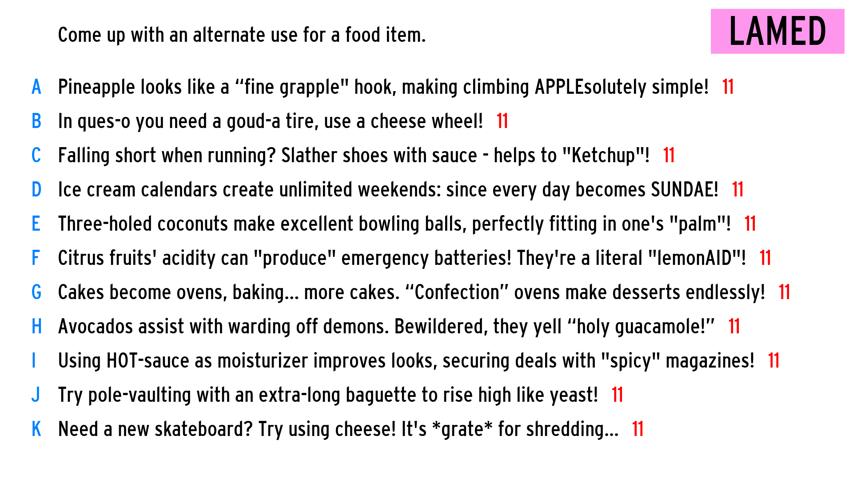 Come up with an alternate use for a food item.
LAMED
A Pineapple looks like a “fine grapple" hook, making climbing APPLEsolutely simple! 11
B In ques-o you need a goud-a tire, use a cheese wheel! 11
C Falling short when running? Slather shoes with sauce - helps to "Ketchup"! 11
D Ice cream calendars create unlimited weekends: since every day becomes SUNDAE! 11
E Three-holed coconuts make excellent bowling balls, perfectly fitting in one's "palm"! 11
F Citrus fruits' acidity can "produce" emergency batteries! They're a literal "lemonAID"! 11
G Cakes become ovens, baking... more cakes. “Confection” ovens make desserts endlessly! 11
H Avocados assist with warding off demons. Bewildered, they yell “holy guacamole!” 11
I Using HOT-sauce as moisturizer improves looks, securing deals with "spicy" magazines! 11
J Try pole-vaulting with an extra-long baguette to rise high like yeast! 11
K Need a new skateboard? Try using cheese! It's *grate* for shredding... 11